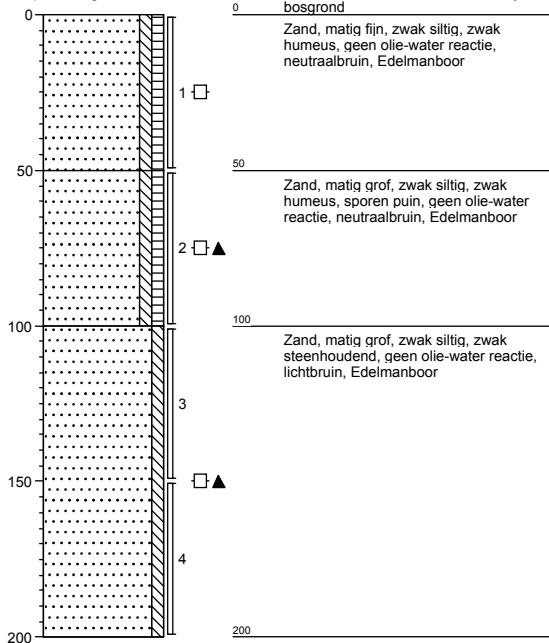 bosgrond
0
0
Zand, matig fijn, zwak siltig, zwak
humeus, geen olie-water reactie,
neutraalbruin, Edelmanboor
1
50
50
Zand, matig grof, zwak siltig, zwak
humeus, sporen puin, geen olie-water
reactie, neutraalbruin, Edelmanboor
2
100
100
Zand, matig grof, zwak siltig, zwak
steenhoudend, geen olie-water reactie,
lichtbruin, Edelmanboor
3
150
4
200
200